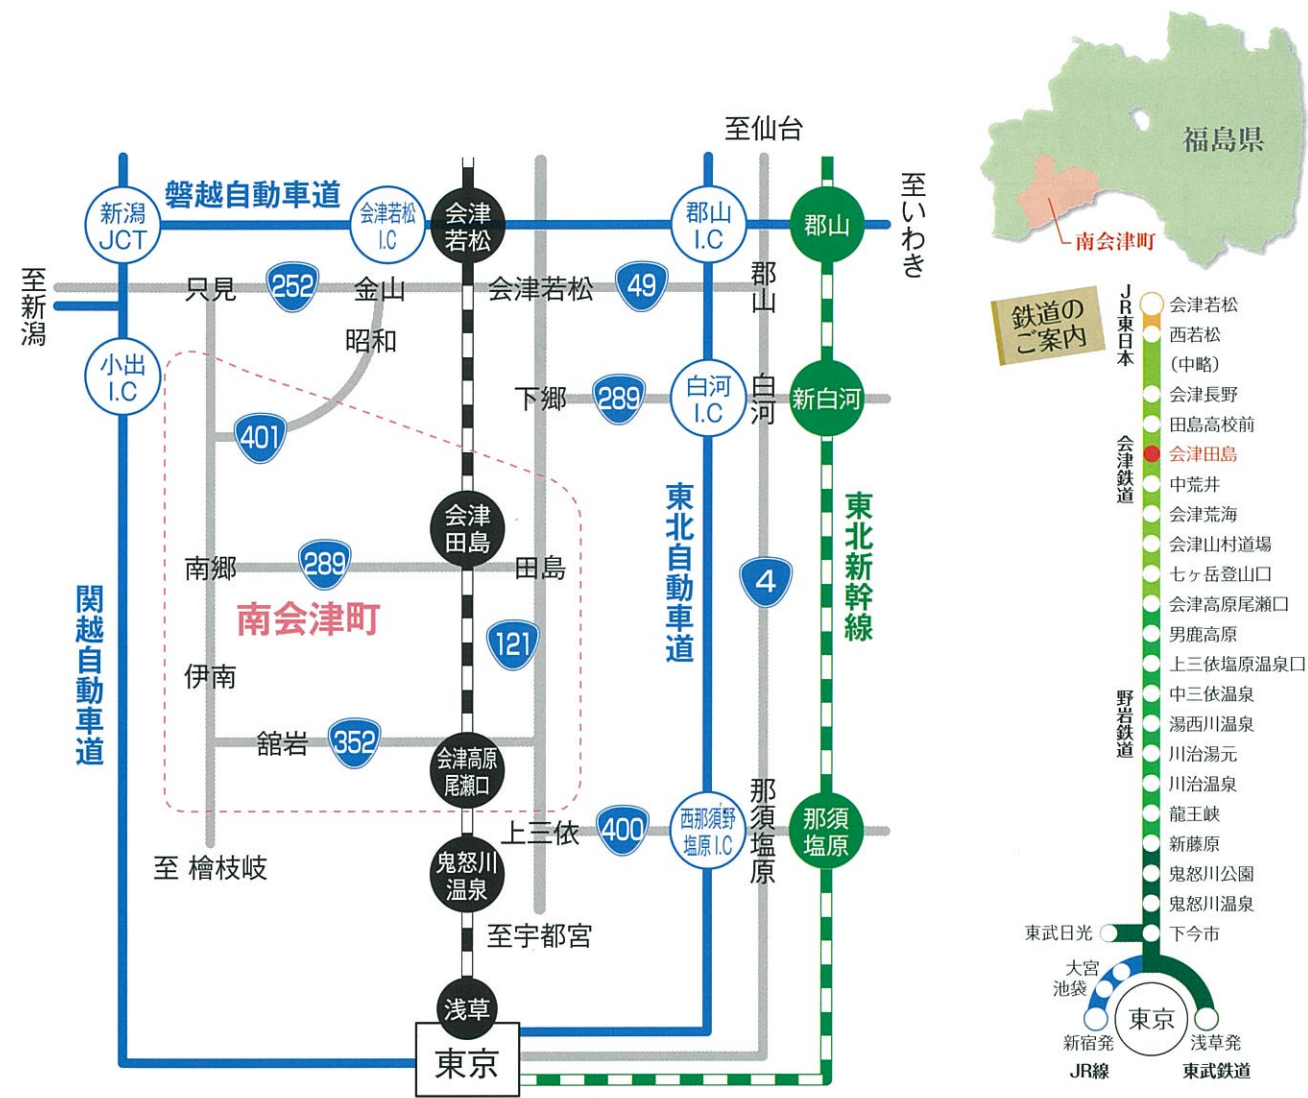 至仙台
磐越自動車道
新潟
JCT
会津若松
I.C
会津
若松
郡山
I.C
郡山
至いわき
至新潟
只見
252
金山
会津若松
49
郡山
昭和
小出
I.C
401
下郷
289
白河
I.C
白河
新白河
会津
田島
東北自動車道
東北新幹線
南郷
289
田島
4
関越自動車道
南会津町
121
伊南
舘岩
352
会津高原
尾瀬口
上三依
400
西那須野
塩原I.C
那須塩原
那須
塩原
至 檜枝岐
鬼怒川
温泉
至宇都宮
浅草
東京
福島県
南会津町
鉄道の
ご案内
JR東日本
会津若松
西若松
(中略)
会津長野
田島高校前
会津鉄道
会津田島
中荒井
会津荒海
会津山村道場
七ヶ岳登山口
会津高原尾瀬口
男鹿高原
上三依塩原温泉口
野岩鉄道
中三依温泉
湯西川温泉
川治湯元
川治温泉
龍王峡
新藤原
鬼怒川公園
鬼怒川温泉
東武日光
下今市
大宮
池袋
東京
新宿発
浅草発
JR線
東武鉄道